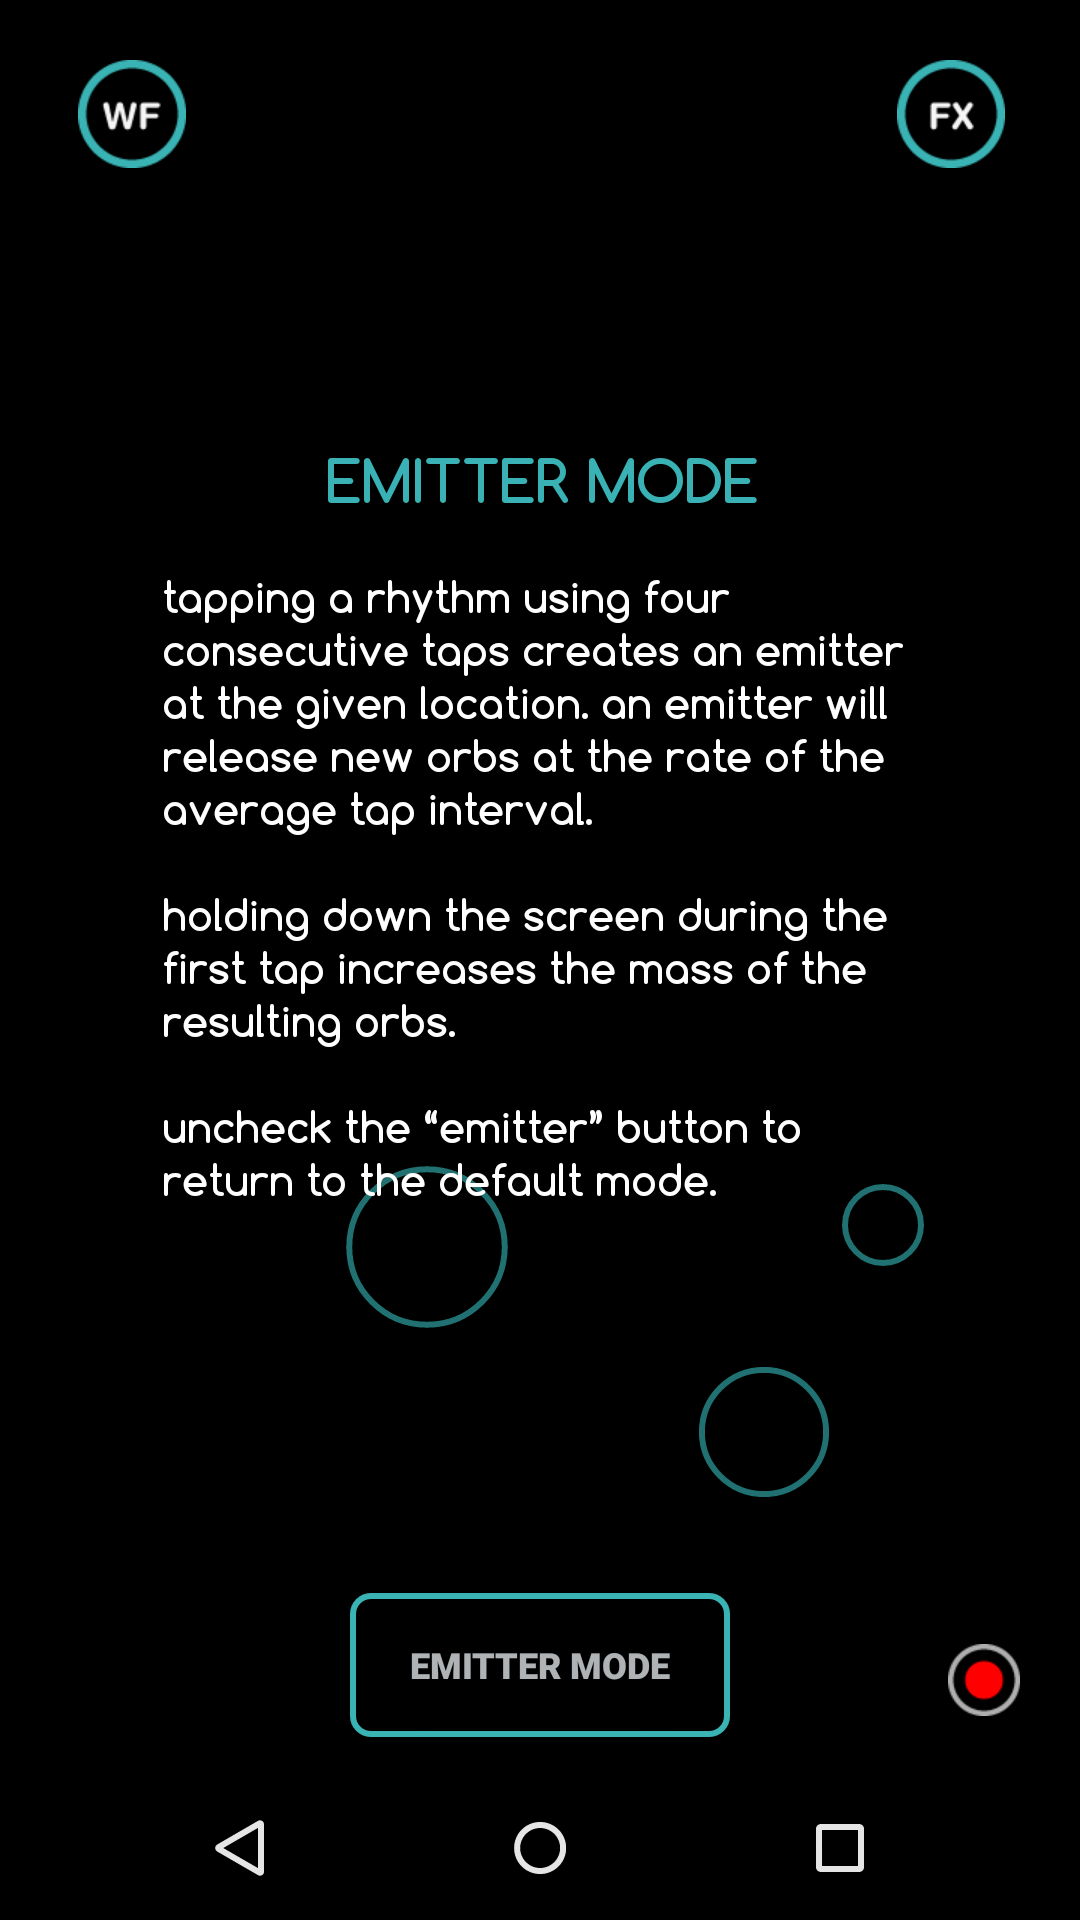 WF
FX
EMITTER MODE
tapping a rhythm using four
consecutive taps creates an emitter
at the given location. an emitter will
release new orbs at the rate of the
average tap interval.
holding down the screen during the
first tap increases the mass of the
resulting orbs.
uncheck the “emitter” button to
return to the default mode.
EMITTER MODE